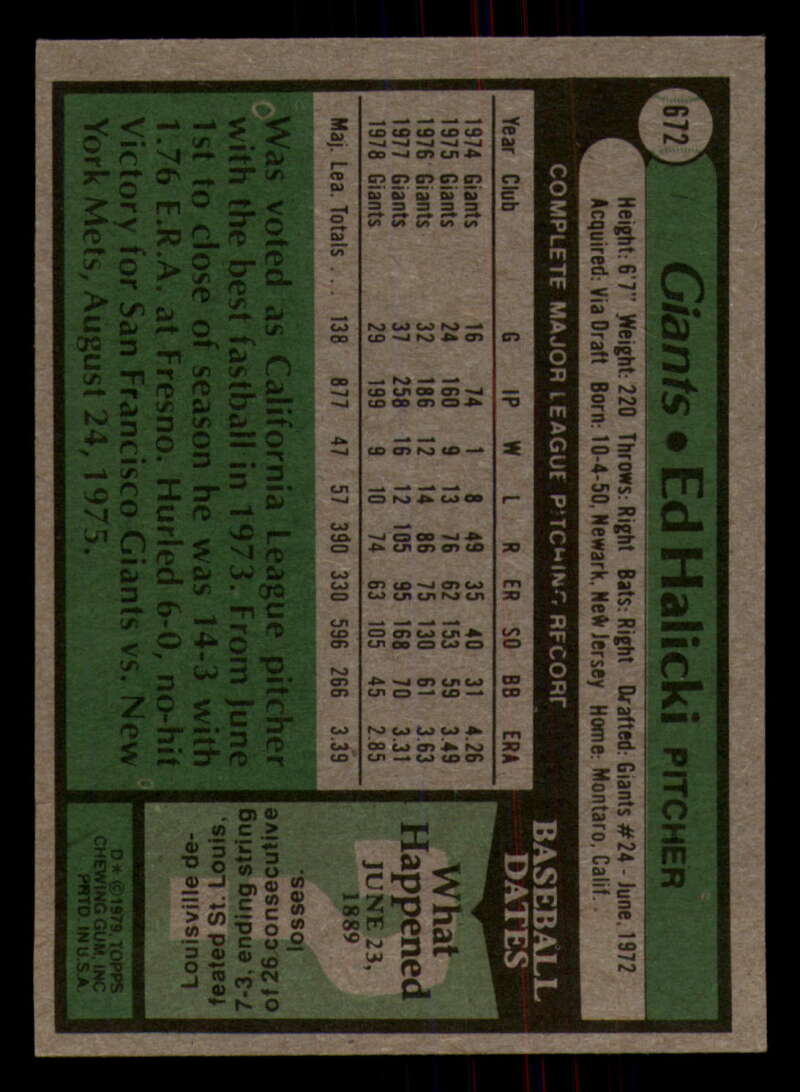 672
Giants • Ed Halicki PITCHER
Height: 6'7" Weight: 220 Throws: Right Bats: Right Drafted: Giants #24 - June, 1972
Acquired: Via Draft Born: 10-4-50, Newark, New Jersey Home: Montaro, Calif.
COMPLETE MAJOR LEAGUE PITCHING RECORD
Year Club G IP W L R ER SO BB ERA
1974 Giants 16 74 1 8 49 35 40 31 4.26
1975 Giants 24 160 9 13 76 62 153 59 3.49
1976 Giants 32 186 12 14 86 75 130 61 3.63
1977 Giants 37 258 16 12 105 95 168 70 3.31
1978 Giants 29 199 9 10 74 63 105 45 2.85
Maj. Lea. Totals . . . 138 877 47 57 390 330 596 266 3.39
Was voted as California League pitcher
with the best fastball in 1973. From June
1st to close of season he was 14-3 with
1.76 E.R.A. at Fresno. Hurled 6-0, no-hit
Victory for San Francisco Giants vs. New
York Mets, August 24, 1975.
BASEBALL
DATES
What
Happened
JUNE 23,
1889
Louisville de-
feated St. Louis,
7-3, ending string
of 26 consecutive
losses.
D * © 1979 TOPPS
CHEWING GUM, INC
PRTD. IN U.S.A.